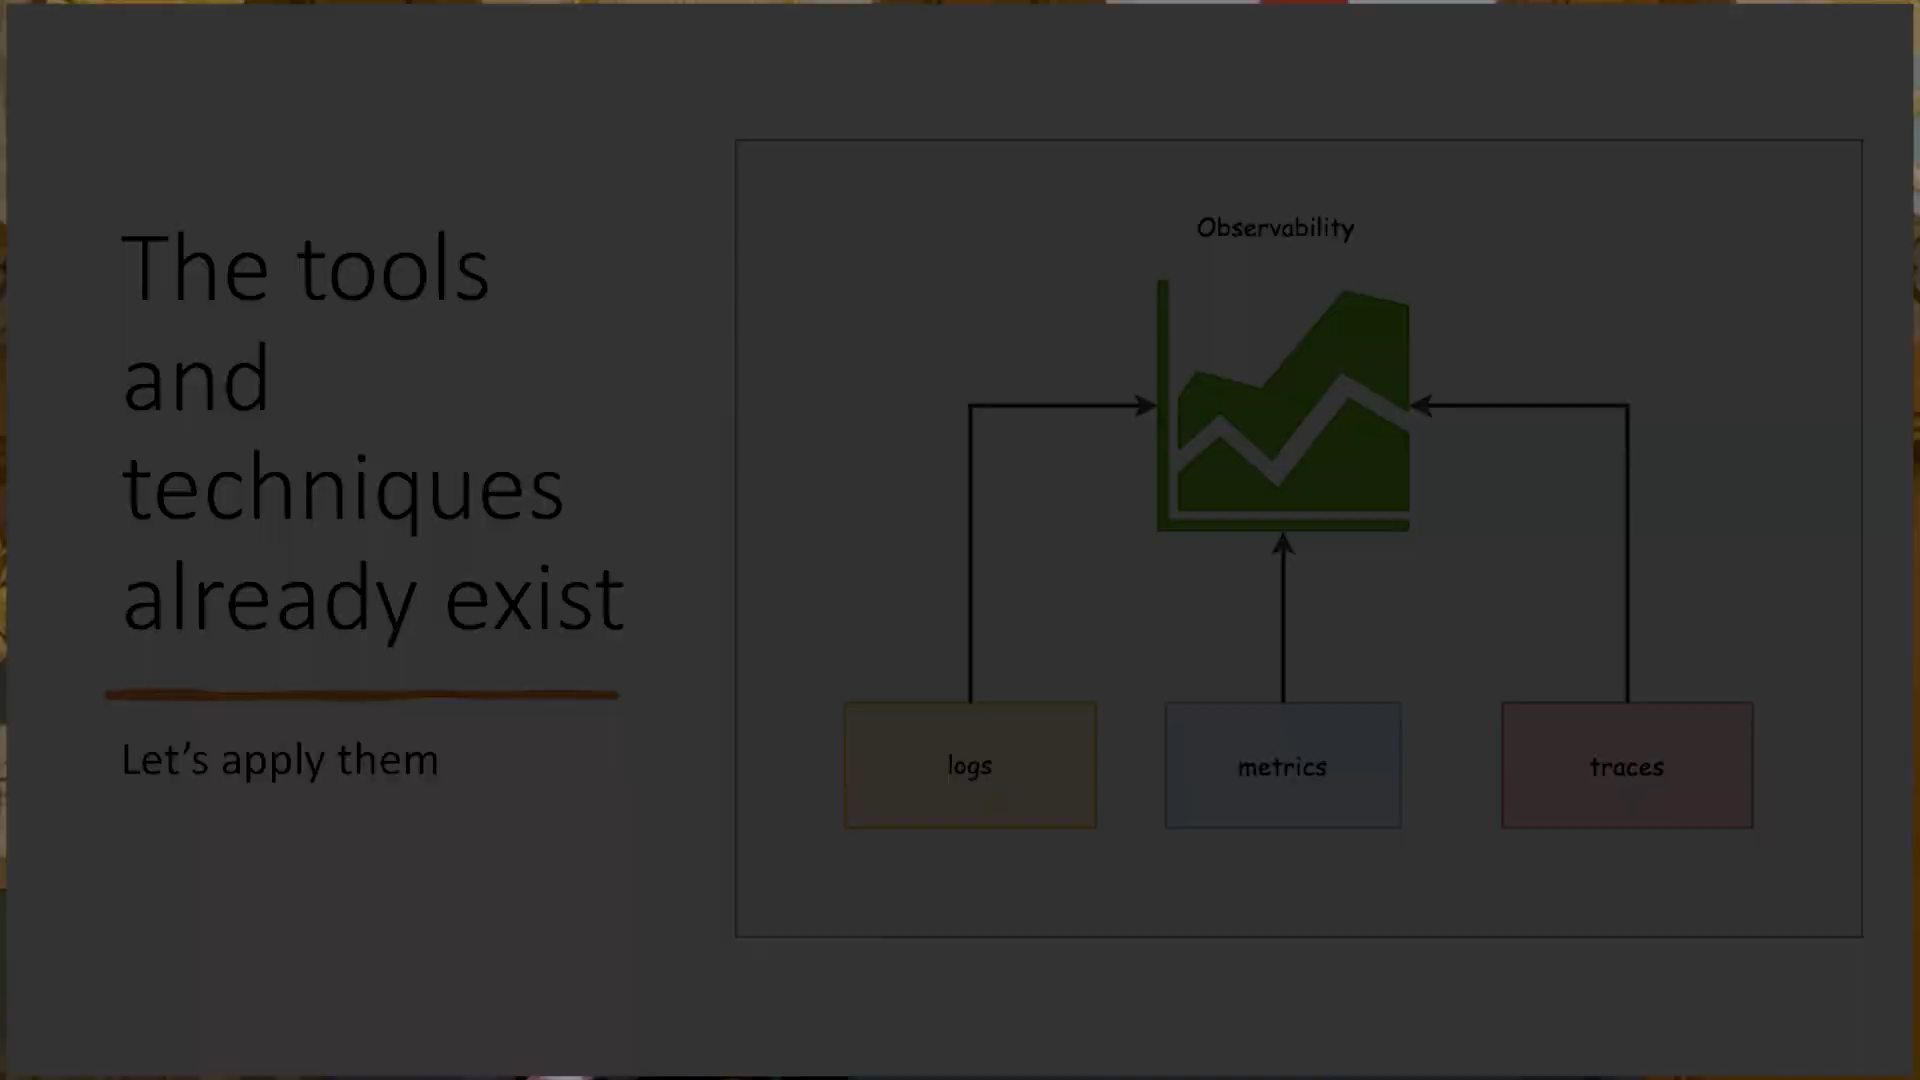 The tools
and
techniques
already exist
Let’s apply them
Observability
logs
metrics
traces